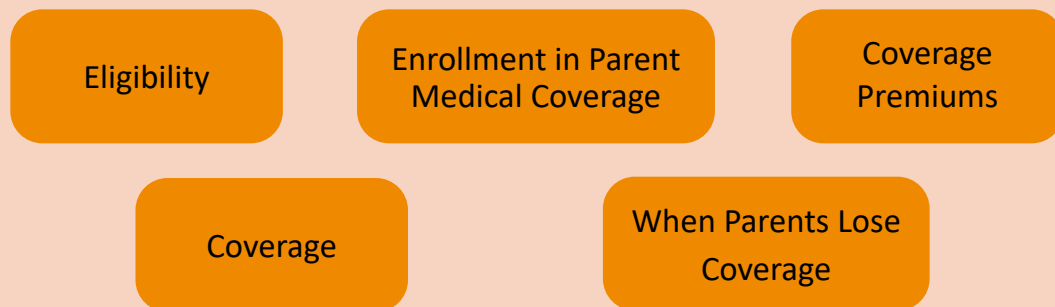 Eligibility
Enrollment in Parent
Medical Coverage
Coverage
Premiums
Coverage
When Parents Lose
Coverage